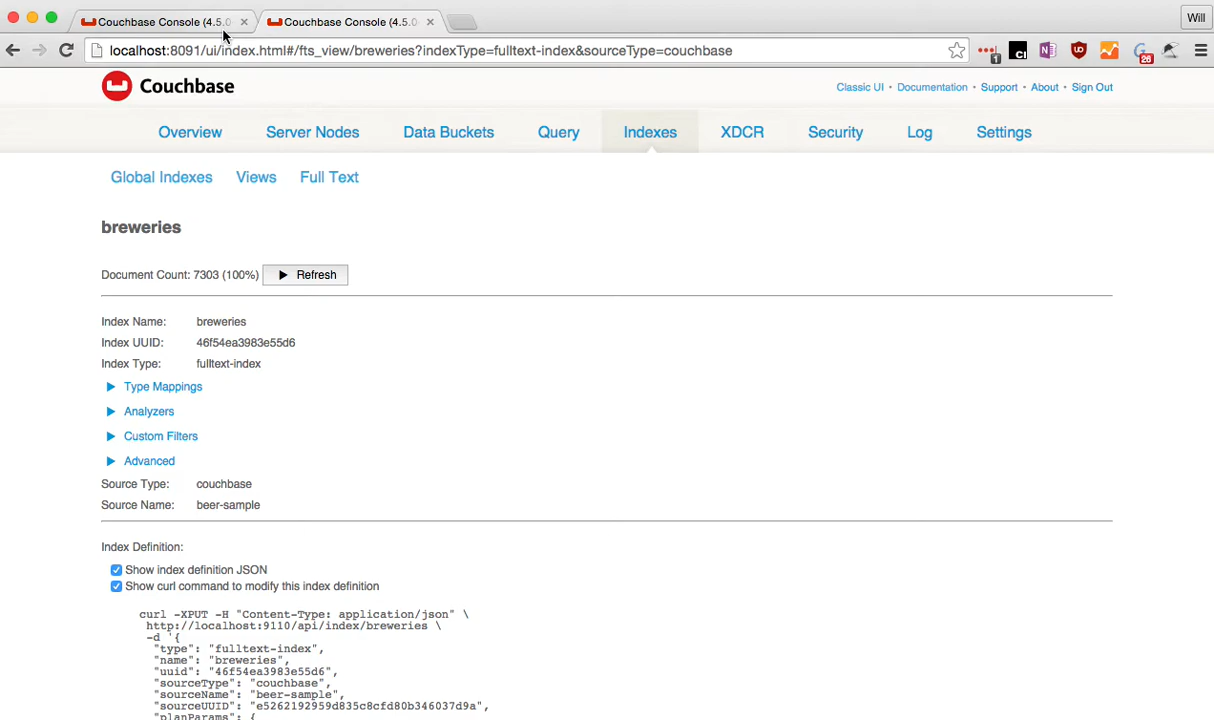 Couchbase Console (4.5.0
Couchbase Console (4.5.0
Will
localhost:8091/ui/index.html#/fts_view/breweries?indexType=fulltext-index&sourceType=couchbase
1
26
Couchbase
Classic UI • Documentation • Support • About • Sign Out
Overview Server Nodes Data Buckets Query Indexes XDCR Security Log Settings
Global Indexes Views Full Text
breweries
Document Count: 7303 (100%) Refresh
Index Name: breweries
Index UUID: 46f54ea3983e55d6
Index Type: fulltext-index
Type Mappings
Analyzers
Custom Filters
Advanced
Source Type: couchbase
Source Name: beer-sample
Index Definition:
Show index definition JSON
Show curl command to modify this index definition
curl -XPUT -H "Content-Type: application/json" \
http://localhost:9110/api/index/breweries \
-d '{
"type": "fulltext-index",
"name": "breweries",
"uuid": "46f54ea3983e55d6",
"sourceType": "couchbase",
"sourceName": "beer-sample",
"sourceUUID": "e5262192959d835c8cfd80b346037d9a",
"planParams": {